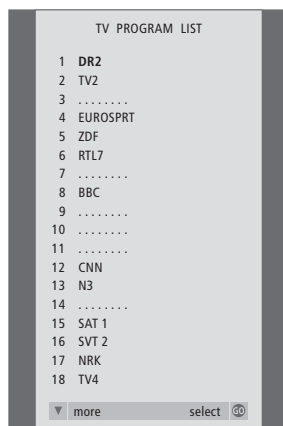 TV PROGRAM LIST
1 DR2
2 TV2
3 . . . . . . . .
4 EUROSPRT
5 ZDF
6 RTL7
7 . . . . . . . .
8 BBC
9 . . . . . . . .
10 . . . . . . . .
11 . . . . . . . .
12 CNN
13 N3
14 . . . . . . . .
15 SAT 1
16 SVT 2
17 NRK
18 TV4
▼ more select GO